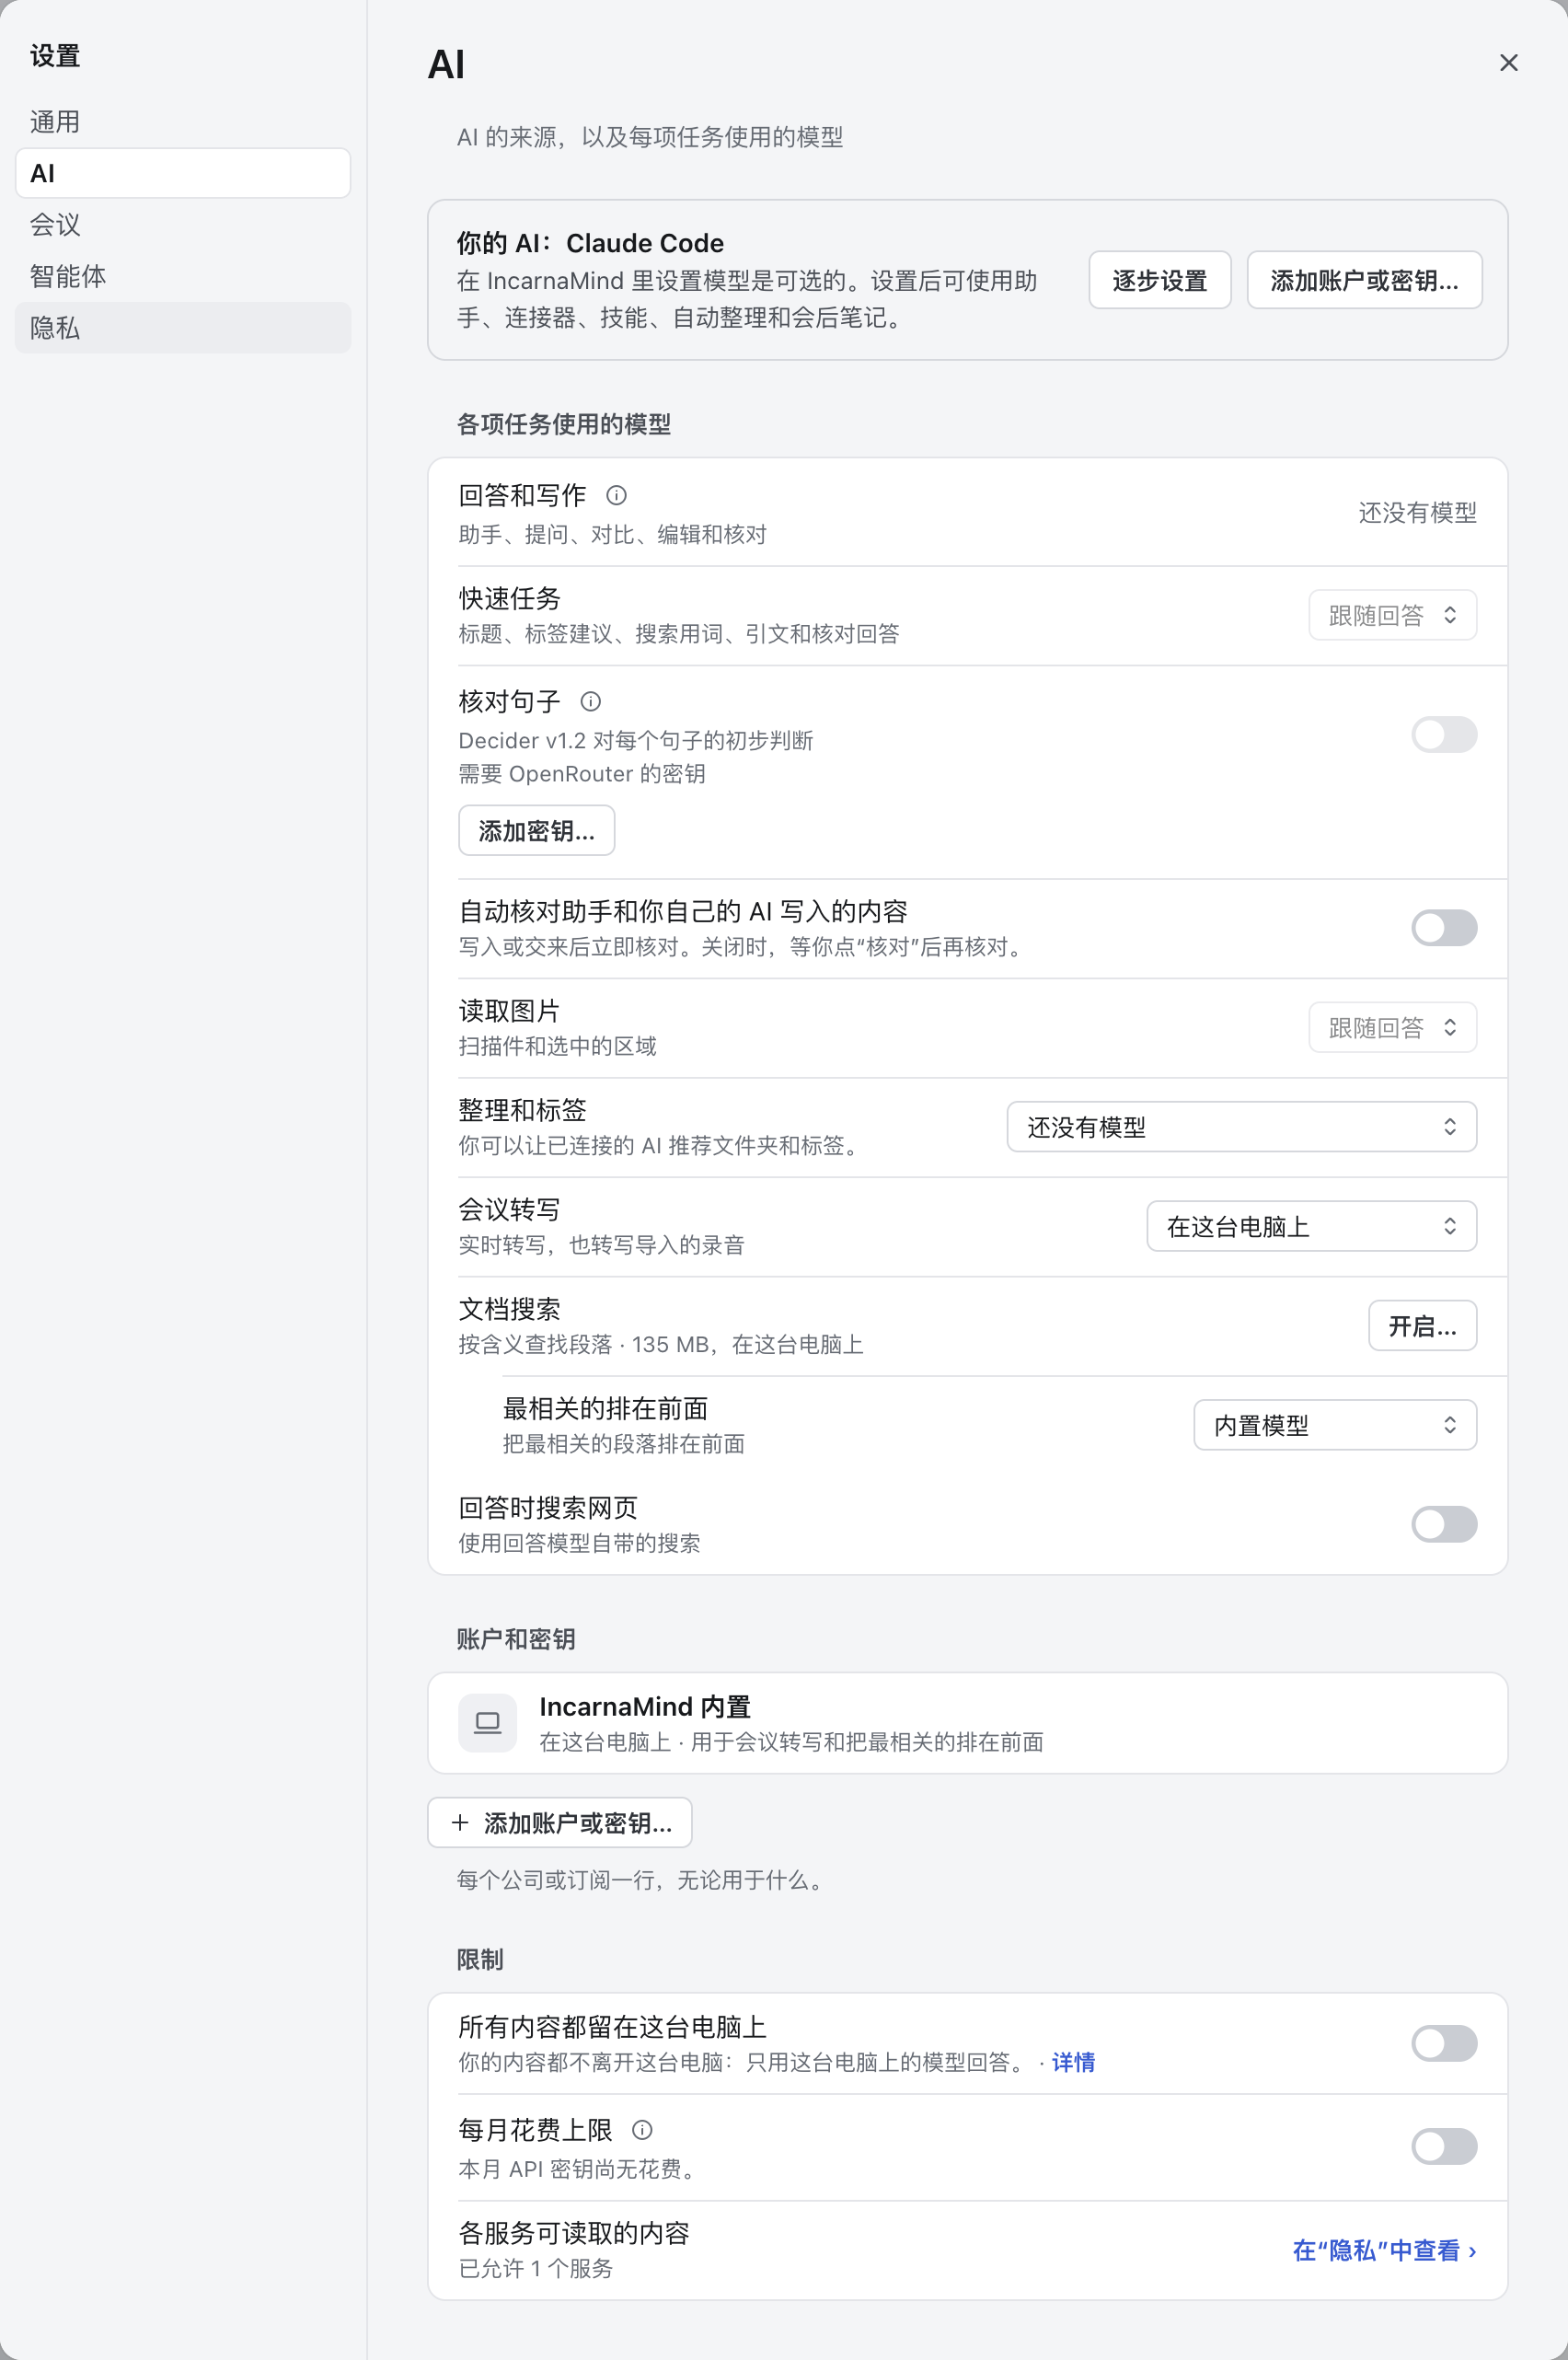 设置
通用
AI
会议
智能体
隐私
AI
AI 的来源，以及每项任务使用的模型
你的 AI：Claude Code
在 IncarnaMind 里设置模型是可选的。设置后可使用助
手、连接器、技能、自动整理和会后笔记。
逐步设置
添加账户或密钥...
各项任务使用的模型
回答和写作
助手、提问、对比、编辑和核对
还没有模型
快速任务
标题、标签建议、搜索用词、引文和核对回答
跟随回答
核对句子
Decider v1.2 对每个句子的初步判断
需要 OpenRouter 的密钥
添加密钥...
自动核对助手和你自己的 AI 写入的内容
写入或交来后立即核对。关闭时，等你点“核对”后再核对。
读取图片
扫描件和选中的区域
跟随回答
整理和标签
你可以让已连接的 AI 推荐文件夹和标签。
还没有模型
会议转写
实时转写，也转写导入的录音
在这台电脑上
文档搜索
按含义查找段落 · 135 MB，在这台电脑上
开启...
最相关的排在前面
把最相关的段落排在前面
内置模型
回答时搜索网页
使用回答模型自带的搜索
账户和密钥
IncarnaMind 内置
在这台电脑上 · 用于会议转写和把最相关的排在前面
+ 添加账户或密钥...
每个公司或订阅一行，无论用于什么。
限制
所有内容都留在这台电脑上
你的内容都不离开这台电脑：只用这台电脑上的模型回答。 · 详情
每月花费上限
本月 API 密钥尚无花费。
各服务可读取的内容
已允许 1 个服务
在“隐私”中查看 ›